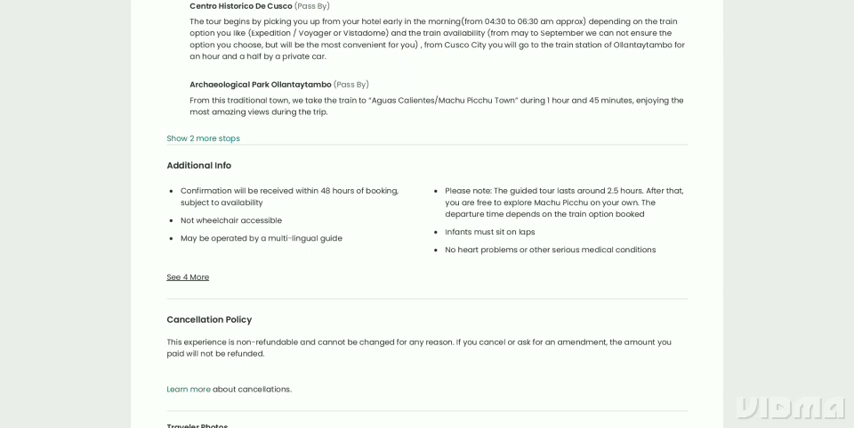 Centro Historico De Cusco (Pass By)
The tour begins by picking you up from your hotel early in the morning(from 04:30 to 06:30 am approx) depending on the train
option you like (Expedition / Voyager or Vistadome) and the train availability (from may to September we can not ensure the
option you choose, but will be the most convenient for you) , from Cusco City you will go to the train station of Ollantaytambo for
an hour and a half by a private car.
Archaeological Park Ollantaytambo (Pass By)
From this traditional town, we take the train to “Aguas Calientes/Machu Picchu Town” during 1 hour and 45 minutes, enjoying the
most amazing views during the trip.
Show 2 more stops
Additional Info
Confirmation will be received within 48 hours of booking,
subject to availability
Not wheelchair accessible
May be operated by a multi-lingual guide
Please note: The guided tour lasts around 2.5 hours. After that,
you are free to explore Machu Picchu on your own. The
departure time depends on the train option booked
Infants must sit on laps
No heart problems or other serious medical conditions
See 4 More
Cancellation Policy
This experience is non-refundable and cannot be changed for any reason. If you cancel or ask for an amendment, the amount you
paid will not be refunded.
Learn more about cancellations.
Traveler Photos
VIDMA